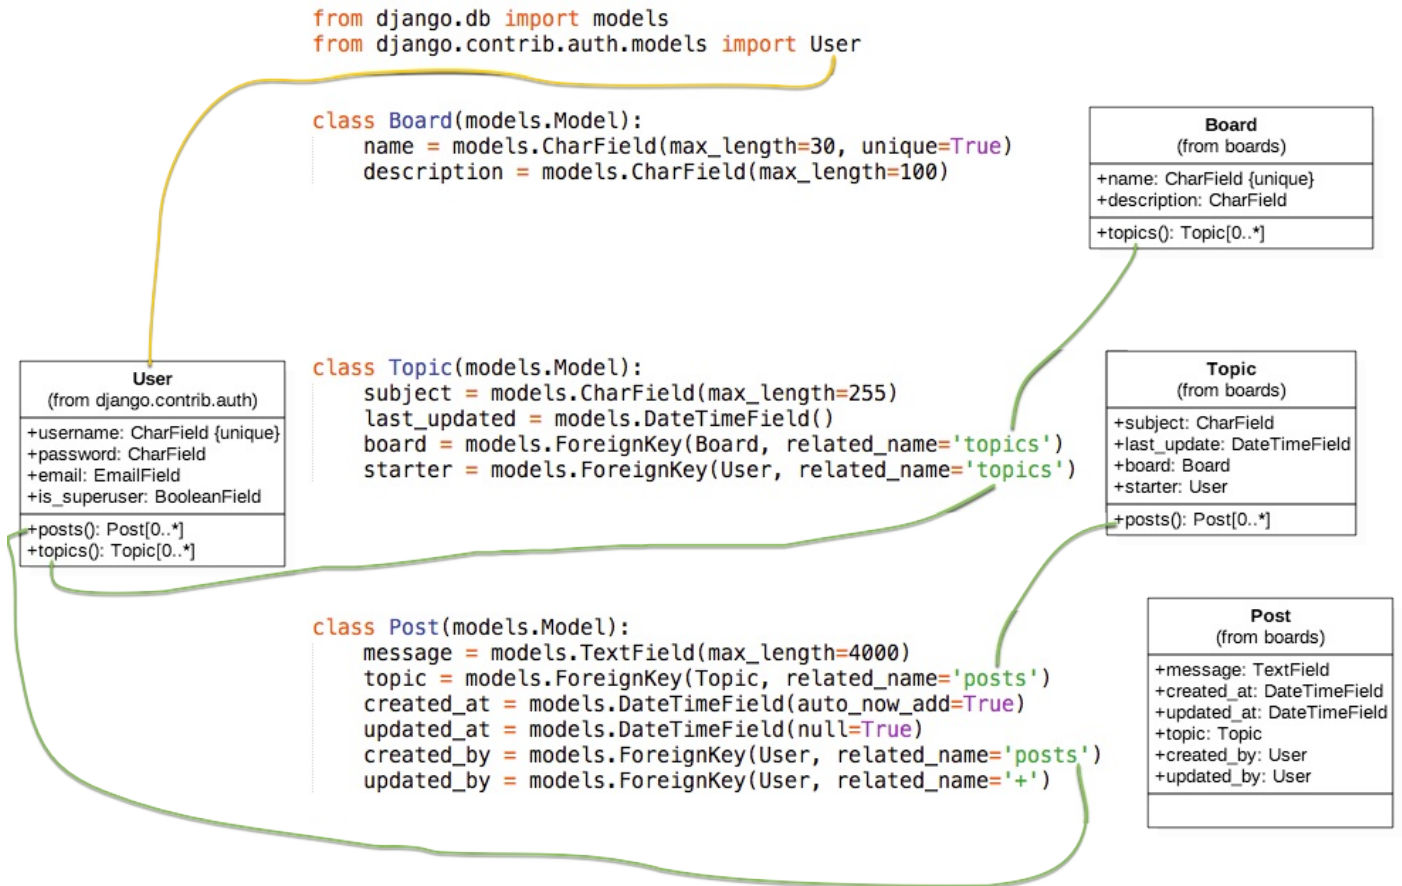 from django.db import models
from django.contrib.auth.models import User
class Board(models.Model):
    name = models.CharField(max_length=30, unique=True)
    description = models.CharField(max_length=100)
Board
(from boards)
+name: CharField {unique}
+description: CharField
+topics(): Topic[0..*]
User
(from django.contrib.auth)
+username: CharField {unique}
+password: CharField
+email: EmailField
+is_superuser: BooleanField
+posts(): Post[0..*]
+topics(): Topic[0..*]
class Topic(models.Model):
    subject = models.CharField(max_length=255)
    last_updated = models.DateTimeField()
    board = models.ForeignKey(Board, related_name='topics')
    starter = models.ForeignKey(User, related_name='topics')
Topic
(from boards)
+subject: CharField
+last_update: DateTimeField
+board: Board
+starter: User
+posts(): Post[0..*]
class Post(models.Model):
    message = models.TextField(max_length=4000)
    topic = models.ForeignKey(Topic, related_name='posts')
    created_at = models.DateTimeField(auto_now_add=True)
    updated_at = models.DateTimeField(null=True)
    created_by = models.ForeignKey(User, related_name='posts')
    updated_by = models.ForeignKey(User, related_name='+')
Post
(from boards)
+message: TextField
+created_at: DateTimeField
+updated_at: DateTimeField
+topic: Topic
+created_by: User
+updated_by: User